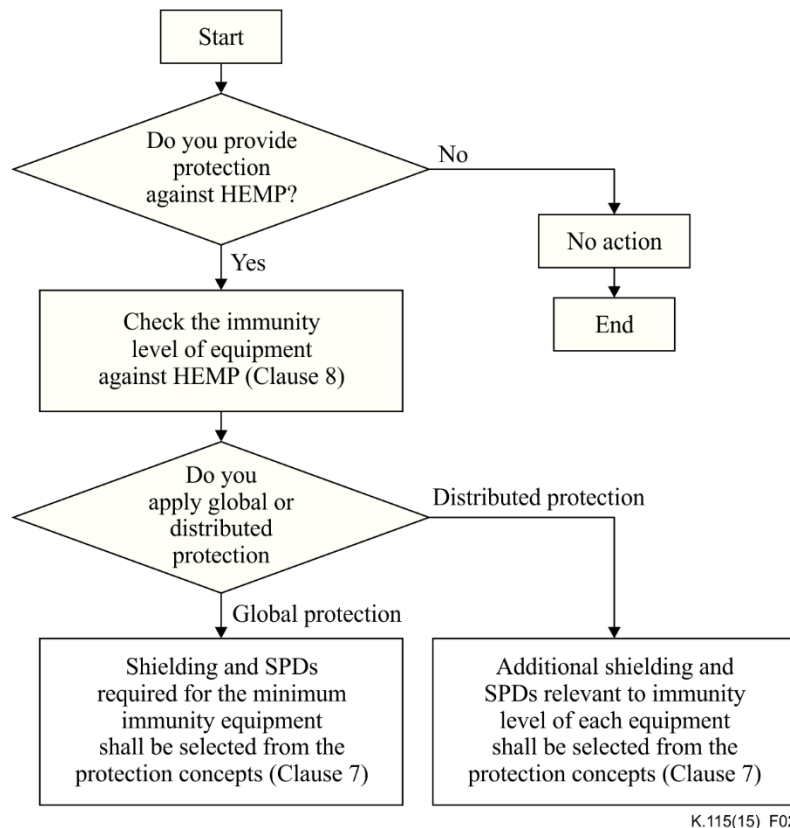 Start
Do you provide
protection
against HEMP?
No
No action
End
Yes
Check the immunity
level of equipment
against HEMP (Clause 8)
Do you
apply global or
distributed
protection
Distributed protection
Global protection
Shielding and SPDs
required for the minimum
immunity equipment
shall be selected from the
protection concepts (Clause 7)
Additional shielding and
SPDs relevant to immunity
level of each equipment
shall be selected from the
protection concepts (Clause 7)
K.115(15)_F02